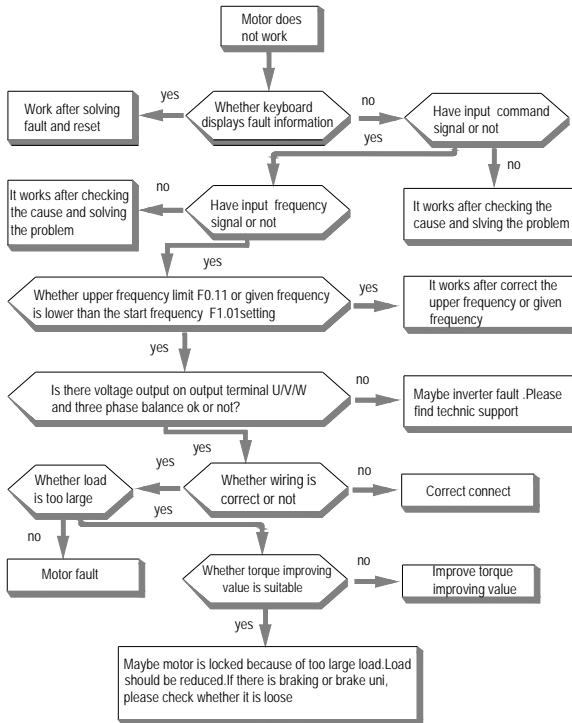 Motor does
not work
yes
Whether keyboard
displays fault information
no
Work after solving
fault and reset
Have input command
signal or not
yes
no
It works after checking
the cause and solving
the problem
no
Have input frequency
signal or not
It works after checking the
cause and slving the problem
yes
Whether upper frequency limit F0.11 or given frequency
is lower than the start frequency F1.01setting
yes
It works after correct the
upper frequency or given
frequency
yes
Is there voltage output on output terminal U/V/W
and three phase balance ok or not?
no
Maybe inverter fault .Please
find technic support
yes
Whether load
is too large
yes
Whether wiring is
correct or not
no
Correct connect
yes
no
Motor fault
Whether torque improving
value is suitable
no
Improve torque
improving value
yes
Maybe motor is locked because of too large load.Load
should be reduced.If there is braking or brake uni,
please check whether it is loose